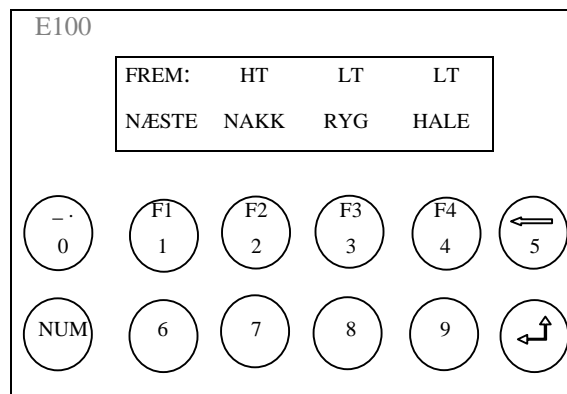 E100
FREM: HT LT LT
NÆSTE NAKK RYG HALE
_ . F1 F2 F3 F4
0 1 2 3 4 5
NUM 6 7 8 9